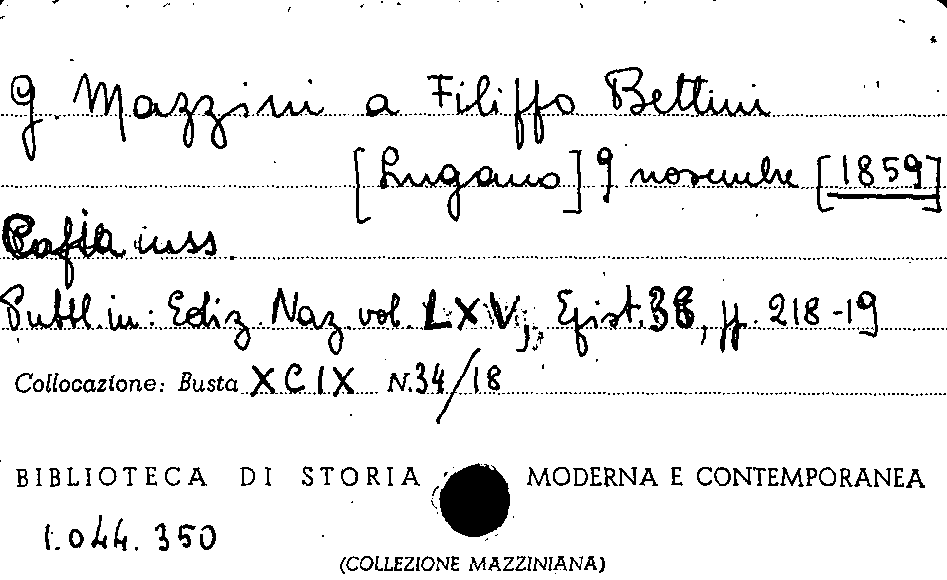 G. Mazzini a Filippo Bettini
[Lugano] 9 novembre [1859]
Copia mss.
Pubbl. in: Ediz. Naz. vol. LXV, Epist. 38, pp. 218-19
Collocazione: Busta XCIX N. 34/18
BIBLIOTECA DI STORIA MODERNA E CONTEMPORANEA
1.044.350
(COLLEZIONE MAZZINIANA)